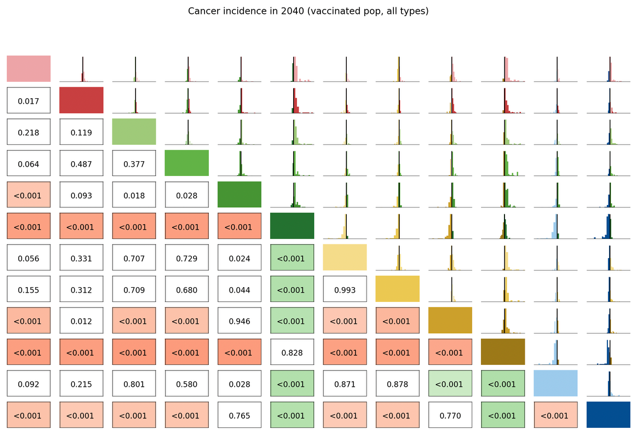 Cancer incidence in 2040 (vaccinated pop, all types)
0.017
0.218 0.119
0.064 0.487 0.377
<0.001 0.093 0.018 0.028
<0.001 <0.001 <0.001 <0.001 <0.001
0.056 0.331 0.707 0.729 0.024 <0.001
0.155 0.312 0.709 0.680 0.044 <0.001 0.993
<0.001 0.012 <0.001 <0.001 0.946 <0.001 <0.001 <0.001
<0.001 <0.001 <0.001 <0.001 <0.001 0.828 <0.001 <0.001 <0.001
0.092 0.215 0.801 0.580 0.028 <0.001 0.871 0.878 <0.001 <0.001
<0.001 <0.001 <0.001 <0.001 0.765 <0.001 <0.001 <0.001 0.770 <0.001 <0.001